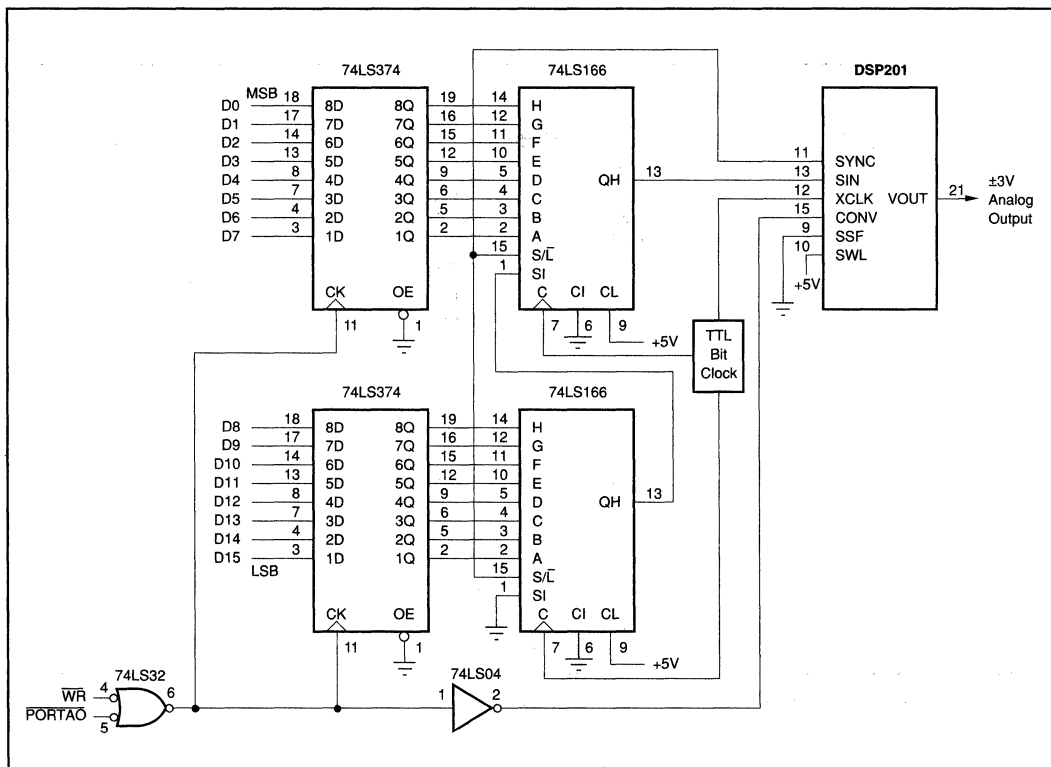 74LS374
MSB
D0 18 8D 8Q 19
D1 17 7D 7Q 16
D2 14 6D 6Q 15
D3 13 5D 5Q 12
D4 8 4D 4Q 9
D5 7 3D 3Q 6
D6 4 2D 2Q 5
D7 3 1D 1Q 2
CK OE
11 1
74LS166
14 H
12 G
11 F
10 E
5 D QH 13
4 C
3 B
2 A
15 S/L̅
1 SI
C CI CL
7 6 9
+5V
DSP201
11 SYNC
13 SIN
12 XCLK VOUT 21
15 CONV
9 SSF
10 SWL
+5V
±3V
Analog
Output
TTL
Bit
Clock
74LS374
D8 18 8D 8Q 19
D9 17 7D 7Q 16
D10 14 6D 6Q 15
D11 13 5D 5Q 12
D12 8 4D 4Q 9
D13 7 3D 3Q 6
D14 4 2D 2Q 5
D15 3 1D 1Q 2
LSB
CK OE
11 1
74LS166
14 H
12 G
11 F
10 E
5 D QH 13
4 C
3 B
2 A
15 S/L̅
1 SI
C CI CL
7 6 9
+5V
74LS32
W̅R̅ 4 6
P̅O̅R̅T̅A̅O̅ 5
74LS04
1 2